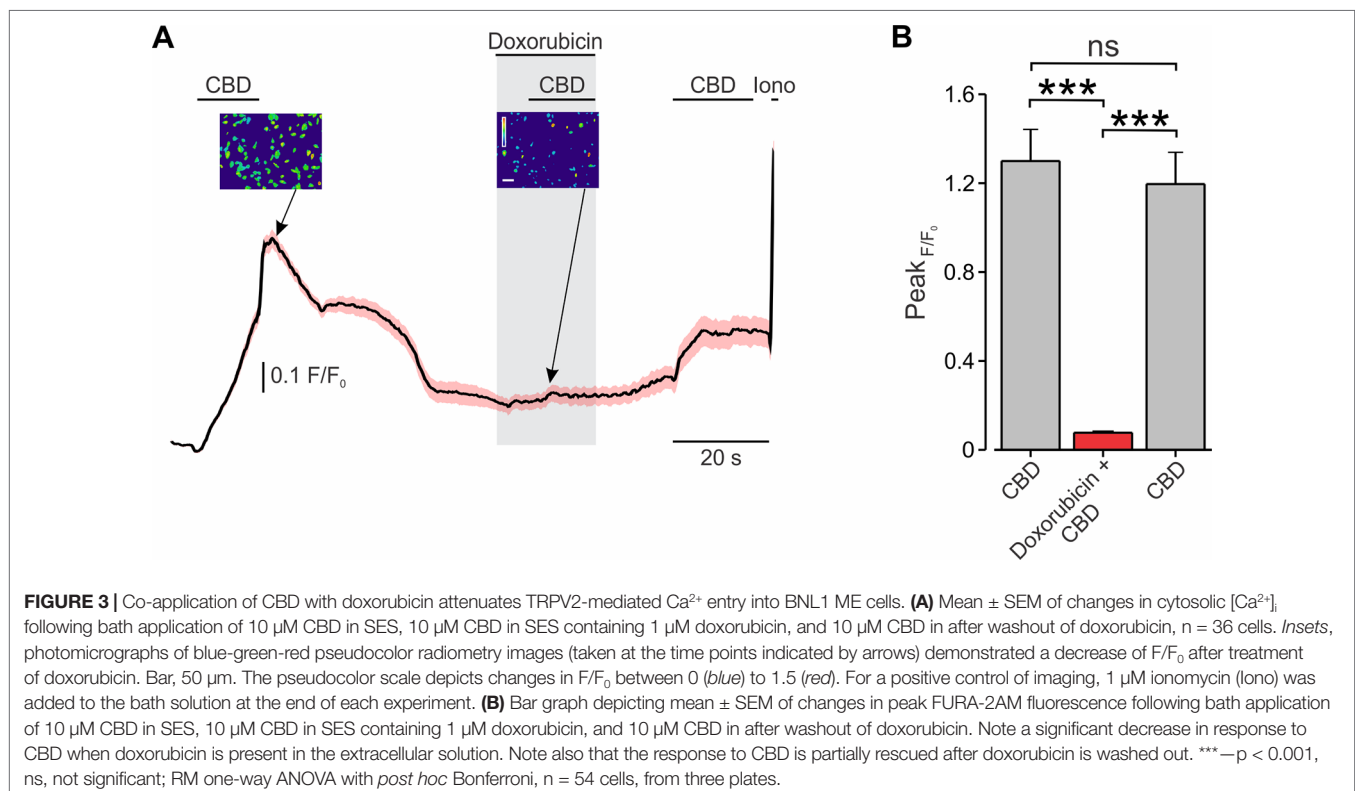 A
Doxorubicin
CBD
CBD
CBD
Iono
0.1 F/F₀
20 s
B
ns
***
***
1.6
1.2
0.8
0.4
0
Peak F/F₀
CBD
Doxorubicin +
CBD
CBD
FIGURE 3 | Co-application of CBD with doxorubicin attenuates TRPV2-mediated Ca²⁺ entry into BNL1 ME cells. (A) Mean ± SEM of changes in cytosolic [Ca²⁺]ᵢ
following bath application of 10 µM CBD in SES, 10 µM CBD in SES containing 1 µM doxorubicin, and 10 µM CBD in after washout of doxorubicin, n = 36 cells. Insets,
photomicrographs of blue-green-red pseudocolor radiometry images (taken at the time points indicated by arrows) demonstrated a decrease of F/F₀ after treatment
of doxorubicin. Bar, 50 µm. The pseudocolor scale depicts changes in F/F₀ between 0 (blue) to 1.5 (red). For a positive control of imaging, 1 µM ionomycin (Iono) was
added to the bath solution at the end of each experiment. (B) Bar graph depicting mean ± SEM of changes in peak FURA-2AM fluorescence following bath application
of 10 µM CBD in SES, 10 µM CBD in SES containing 1 µM doxorubicin, and 10 µM CBD in after washout of doxorubicin. Note a significant decrease in response to
CBD when doxorubicin is present in the extracellular solution. Note also that the response to CBD is partially rescued after doxorubicin is washed out. ***—p < 0.001,
ns, not significant; RM one-way ANOVA with post hoc Bonferroni, n = 54 cells, from three plates.